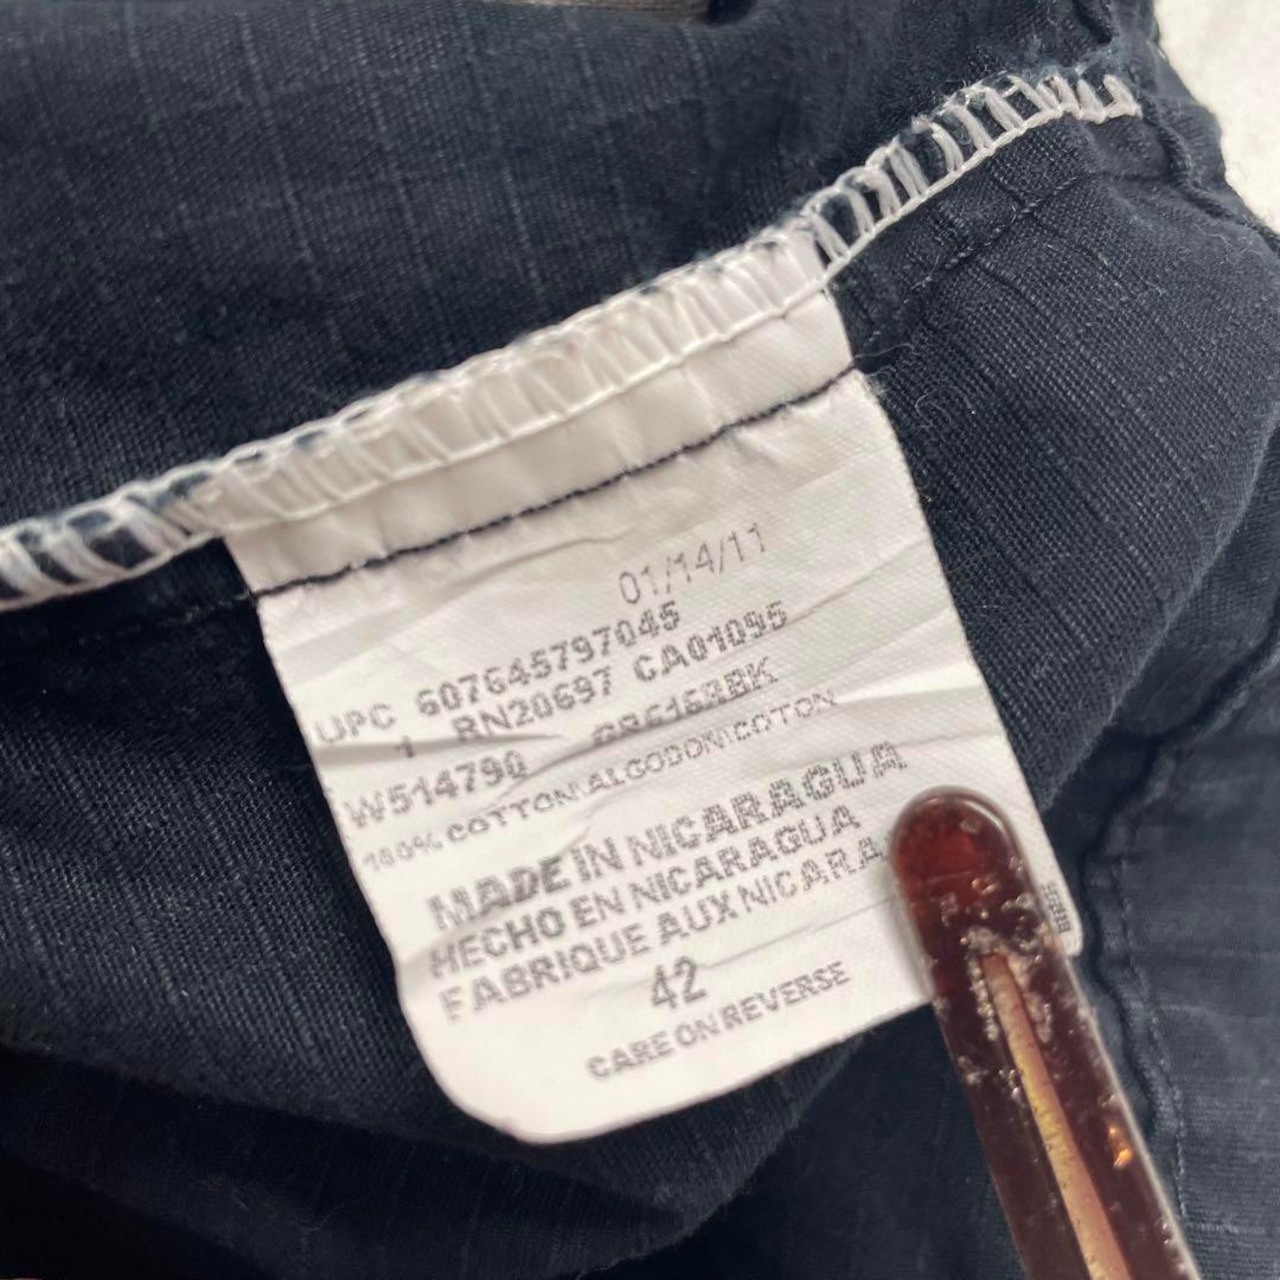 01/14/11
UPC 607645797045
1 RN20697 CA01095
W514790
100% COTTON\ALGODON\COTON
MADE IN NICARAGUA
HECHO EN NICARAGUA
FABRIQUE AUX NICARA
42
CARE ON REVERSE